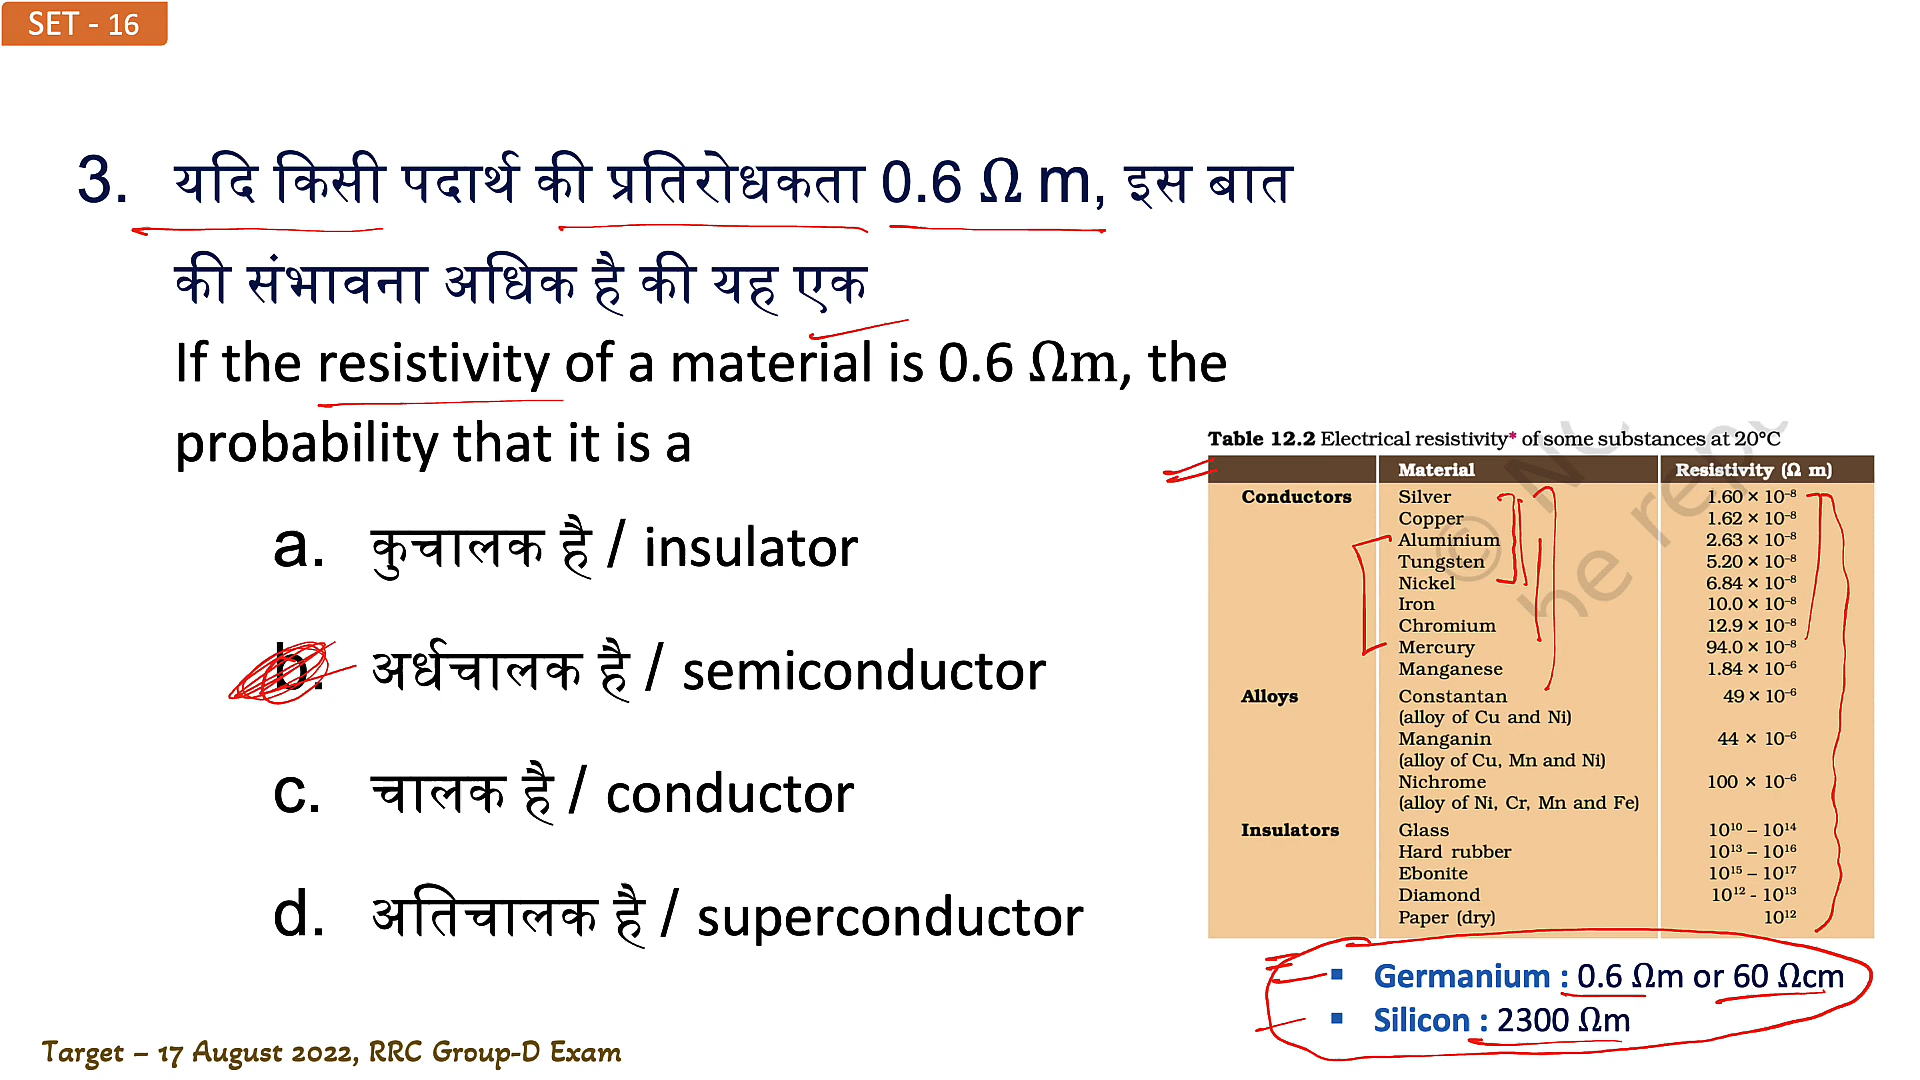 SET - 16
3. यदि किसी पदार्थ की प्रतिरोधकता 0.6 Ω m, इस बात
की संभावना अधिक है की यह एक
If the resistivity of a material is 0.6 Ωm, the
probability that it is a
a. कुचालक है / insulator
b. अर्धचालक है / semiconductor
c. चालक है / conductor
d. अतिचालक है / superconductor
Table 12.2 Electrical resistivity* of some substances at 20°C
Material Resistivity (Ω m)
Conductors Silver 1.60 × 10⁻⁸
Copper 1.62 × 10⁻⁸
Aluminium 2.63 × 10⁻⁸
Tungsten 5.20 × 10⁻⁸
Nickel 6.84 × 10⁻⁸
Iron 10.0 × 10⁻⁸
Chromium 12.9 × 10⁻⁸
Mercury 94.0 × 10⁻⁸
Manganese 1.84 × 10⁻⁶
Alloys Constantan 49 × 10⁻⁶
(alloy of Cu and Ni)
Manganin 44 × 10⁻⁶
(alloy of Cu, Mn and Ni)
Nichrome 100 × 10⁻⁶
(alloy of Ni, Cr, Mn and Fe)
Insulators Glass 10¹⁰ – 10¹⁴
Hard rubber 10¹³ – 10¹⁶
Ebonite 10¹⁵ – 10¹⁷
Diamond 10¹² - 10¹³
Paper (dry) 10¹²
▪ Germanium : 0.6 Ωm or 60 Ωcm
▪ Silicon : 2300 Ωm
Target – 17 August 2022, RRC Group-D Exam